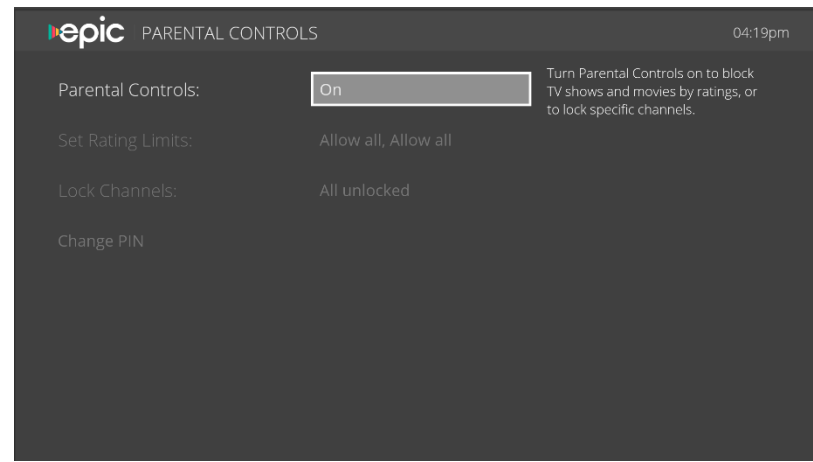 epic PARENTAL CONTROLS 04:19pm
Parental Controls: On
Turn Parental Controls on to block
TV shows and movies by ratings, or
to lock specific channels.
Set Rating Limits: Allow all, Allow all
Lock Channels: All unlocked
Change PIN